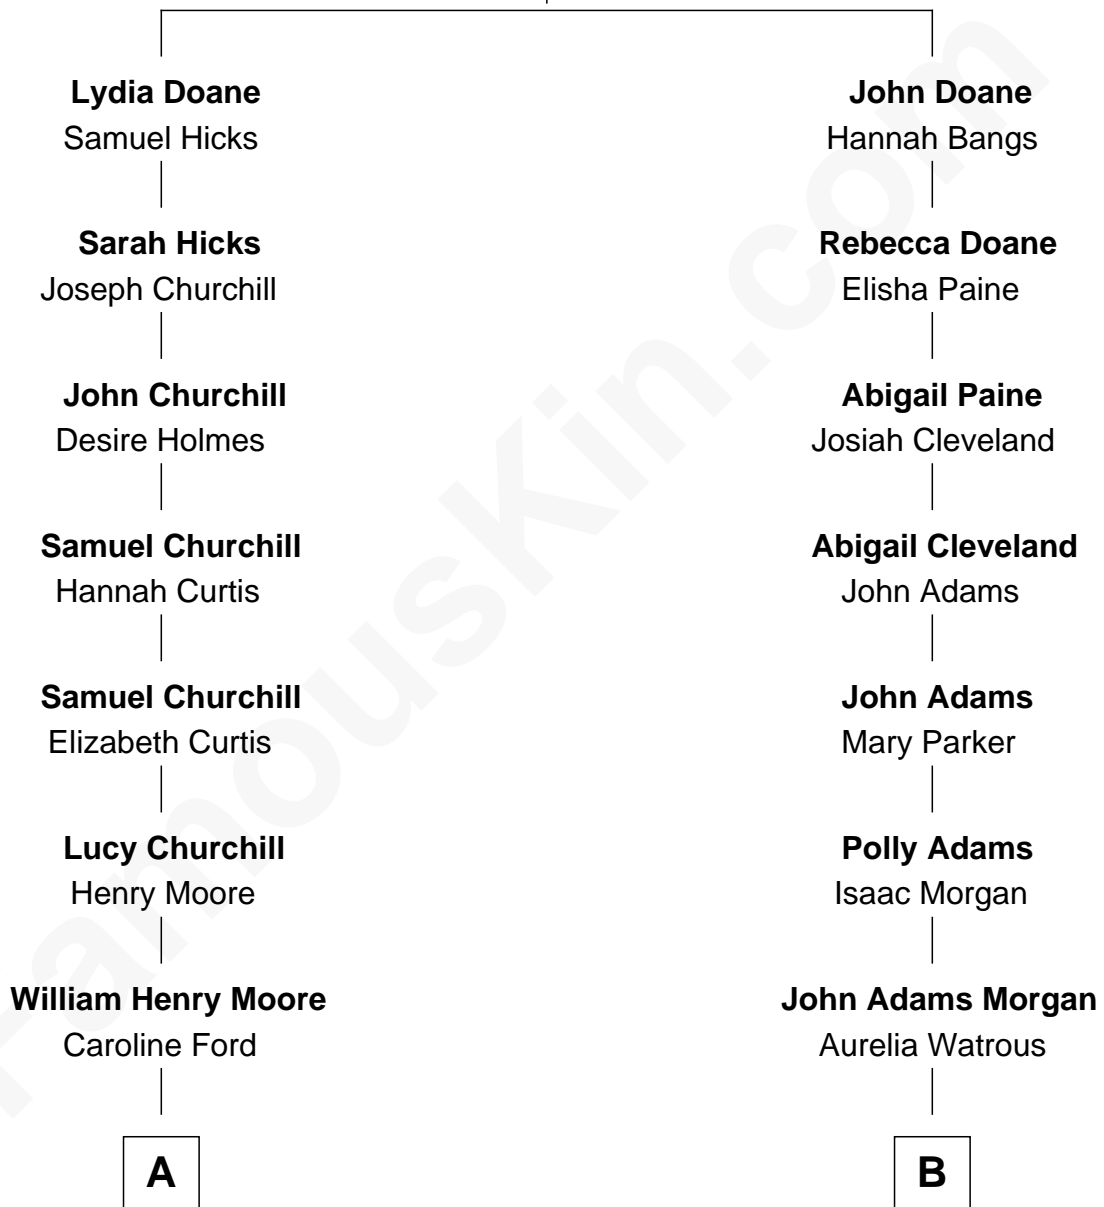 Lydia Doane
Samuel Hicks
John Doane
Hannah Bangs
Sarah Hicks
Joseph Churchill
Rebecca Doane
Elisha Paine
John Churchill
Desire Holmes
Abigail Paine
Josiah Cleveland
Samuel Churchill
Hannah Curtis
Abigail Cleveland
John Adams
Samuel Churchill
Elizabeth Curtis
John Adams
Mary Parker
Lucy Churchill
Henry Moore
Polly Adams
Isaac Morgan
William Henry Moore
Caroline Ford
John Adams Morgan
Aurelia Watrous
A
B
FamousKin.com